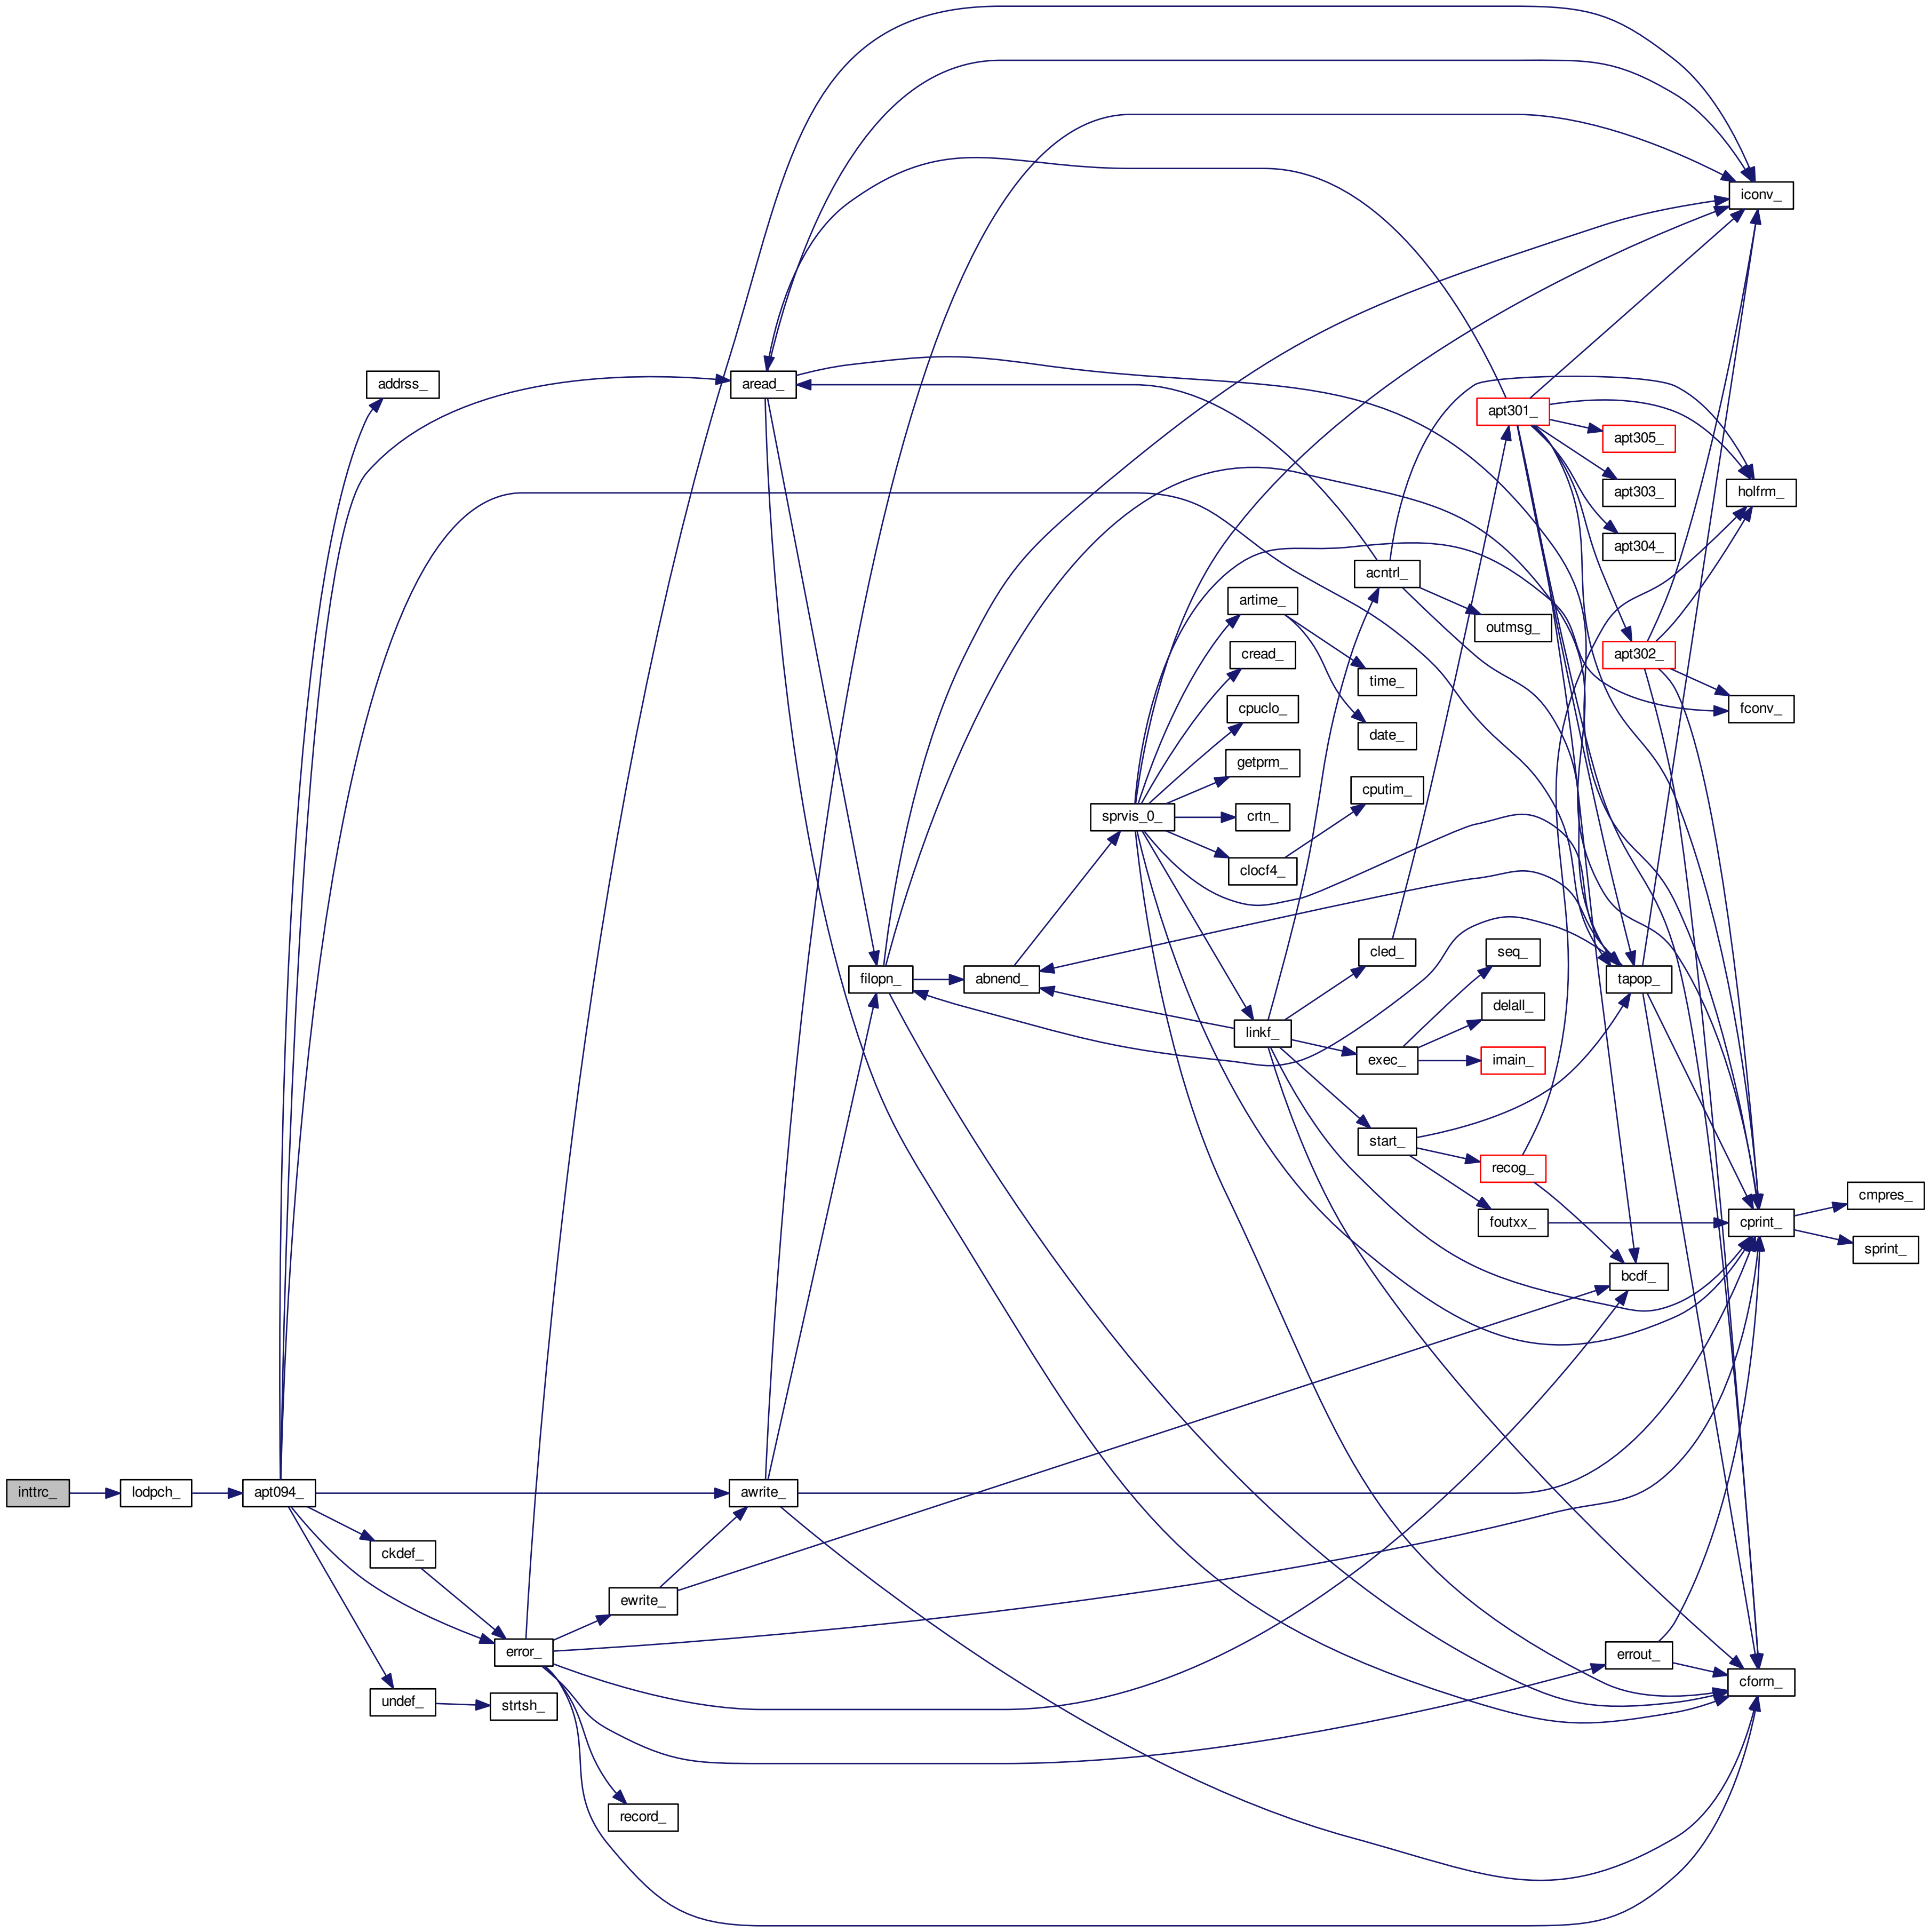 iconv_
aread_
addrss_
apt301_
apt305_
holfrm_
apt303_
apt304_
acntrl_
artime_
outmsg_
cread_
apt302_
time_
cpuclo_
fconv_
date_
getprm_
cputim_
sprvis_0_
crtn_
clocf4_
cled_
seq_
filopn_
abnend_
tapop_
delall_
linkf_
exec_
imain_
start_
recog_
cmpres_
foutxx_
cprint_
sprint_
bcdf_
inttrc_
lodpch_
apt094_
awrite_
ckdef_
ewrite_
error_
errout_
cform_
undef_
strtsh_
record_